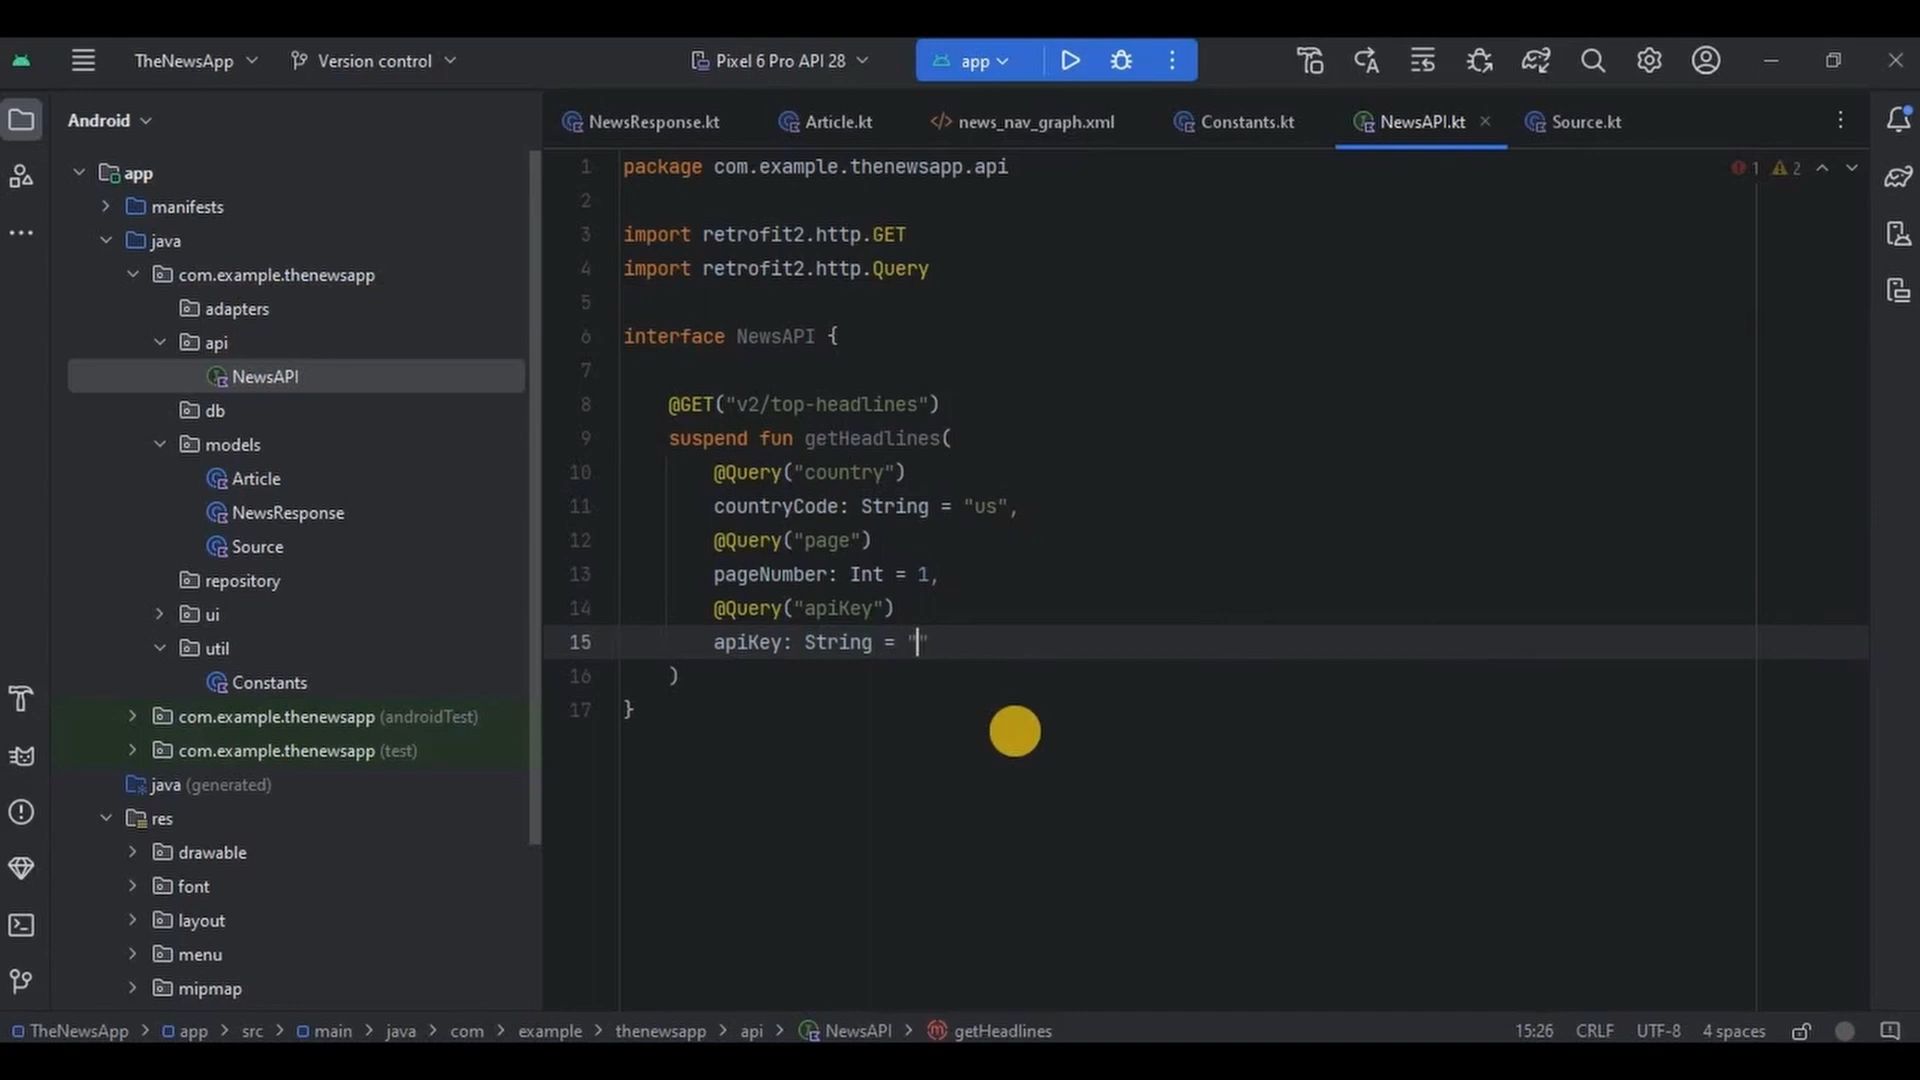 TheNewsApp
Version control
Pixel 6 Pro API 28
app
Android
NewsResponse.kt
Article.kt
</> news_nav_graph.xml
Constants.kt
NewsAPI.kt
Source.kt
app
manifests
java
com.example.thenewsapp
adapters
api
NewsAPI
db
models
Article
NewsResponse
Source
repository
ui
util
Constants
com.example.thenewsapp (androidTest)
com.example.thenewsapp (test)
java (generated)
res
drawable
font
layout
menu
mipmap
1 package com.example.thenewsapp.api
1 2
2
3 import retrofit2.http.GET
4 import retrofit2.http.Query
5
6 interface NewsAPI {
7
8 @GET("v2/top-headlines")
9 suspend fun getHeadlines(
10 @Query("country")
11 countryCode: String = "us",
12 @Query("page")
13 pageNumber: Int = 1,
14 @Query("apiKey")
15 apiKey: String = ""
16 )
17 }
TheNewsApp > app > src > main > java > com > example > thenewsapp > api > NewsAPI > getHeadlines
15:26 CRLF UTF-8 4 spaces